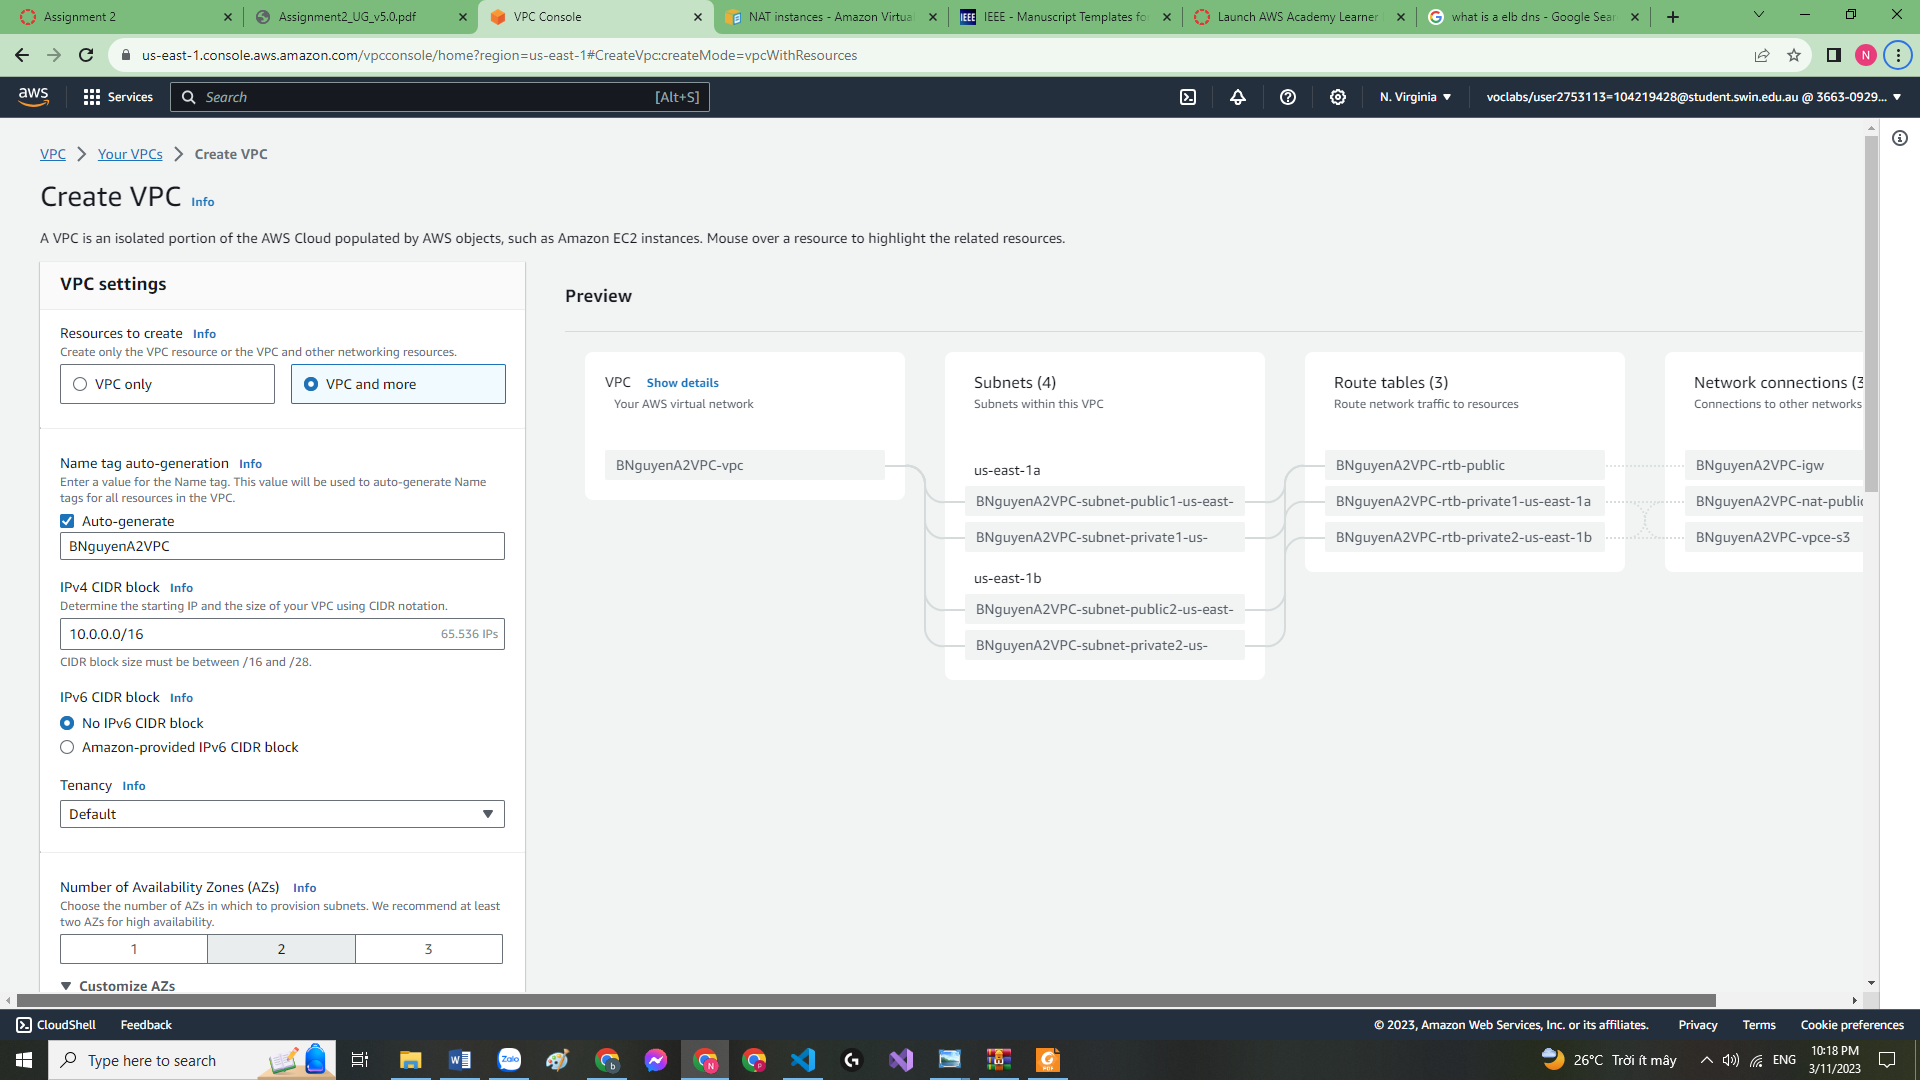 Assignment 2
Assignment2_UG_v5.0.pdf
VPC Console
NAT instances - Amazon Virtual
IEEE - Manuscript Templates for
Launch AWS Academy Learner
what is a elb dns - Google Sear
us-east-1.console.aws.amazon.com/vpcconsole/home?region=us-east-1#CreateVpc:createMode=vpcWithResources
N
aws
Services
Search
[Alt+S]
N. Virginia
voclabs/user2753113=104219428@student.swin.edu.au @ 3663-0929...
VPC
Your VPCs
Create VPC
Create VPC Info
A VPC is an isolated portion of the AWS Cloud populated by AWS objects, such as Amazon EC2 instances. Mouse over a resource to highlight the related resources.
VPC settings
Resources to create Info
Create only the VPC resource or the VPC and other networking resources.
VPC only
VPC and more
Name tag auto-generation Info
Enter a value for the Name tag. This value will be used to auto-generate Name
tags for all resources in the VPC.
Auto-generate
BNguyenA2VPC
IPv4 CIDR block Info
Determine the starting IP and the size of your VPC using CIDR notation.
10.0.0.0/16
65.536 IPs
CIDR block size must be between /16 and /28.
IPv6 CIDR block Info
No IPv6 CIDR block
Amazon-provided IPv6 CIDR block
Tenancy Info
Default
Number of Availability Zones (AZs) Info
Choose the number of AZs in which to provision subnets. We recommend at least
two AZs for high availability.
1
2
3
Customize AZs
Preview
VPC Show details
Your AWS virtual network
BNguyenA2VPC-vpc
Subnets (4)
Subnets within this VPC
us-east-1a
BNguyenA2VPC-subnet-public1-us-east-
BNguyenA2VPC-subnet-private1-us-
us-east-1b
BNguyenA2VPC-subnet-public2-us-east-
BNguyenA2VPC-subnet-private2-us-
Route tables (3)
Route network traffic to resources
BNguyenA2VPC-rtb-public
BNguyenA2VPC-rtb-private1-us-east-1a
BNguyenA2VPC-rtb-private2-us-east-1b
Network connections (3
Connections to other networks
BNguyenA2VPC-igw
BNguyenA2VPC-nat-public
BNguyenA2VPC-vpce-s3
CloudShell
Feedback
© 2023, Amazon Web Services, Inc. or its affiliates.
Privacy
Terms
Cookie preferences
Type here to search
26°C Trời ít mây
ENG
10:18 PM
3/11/2023